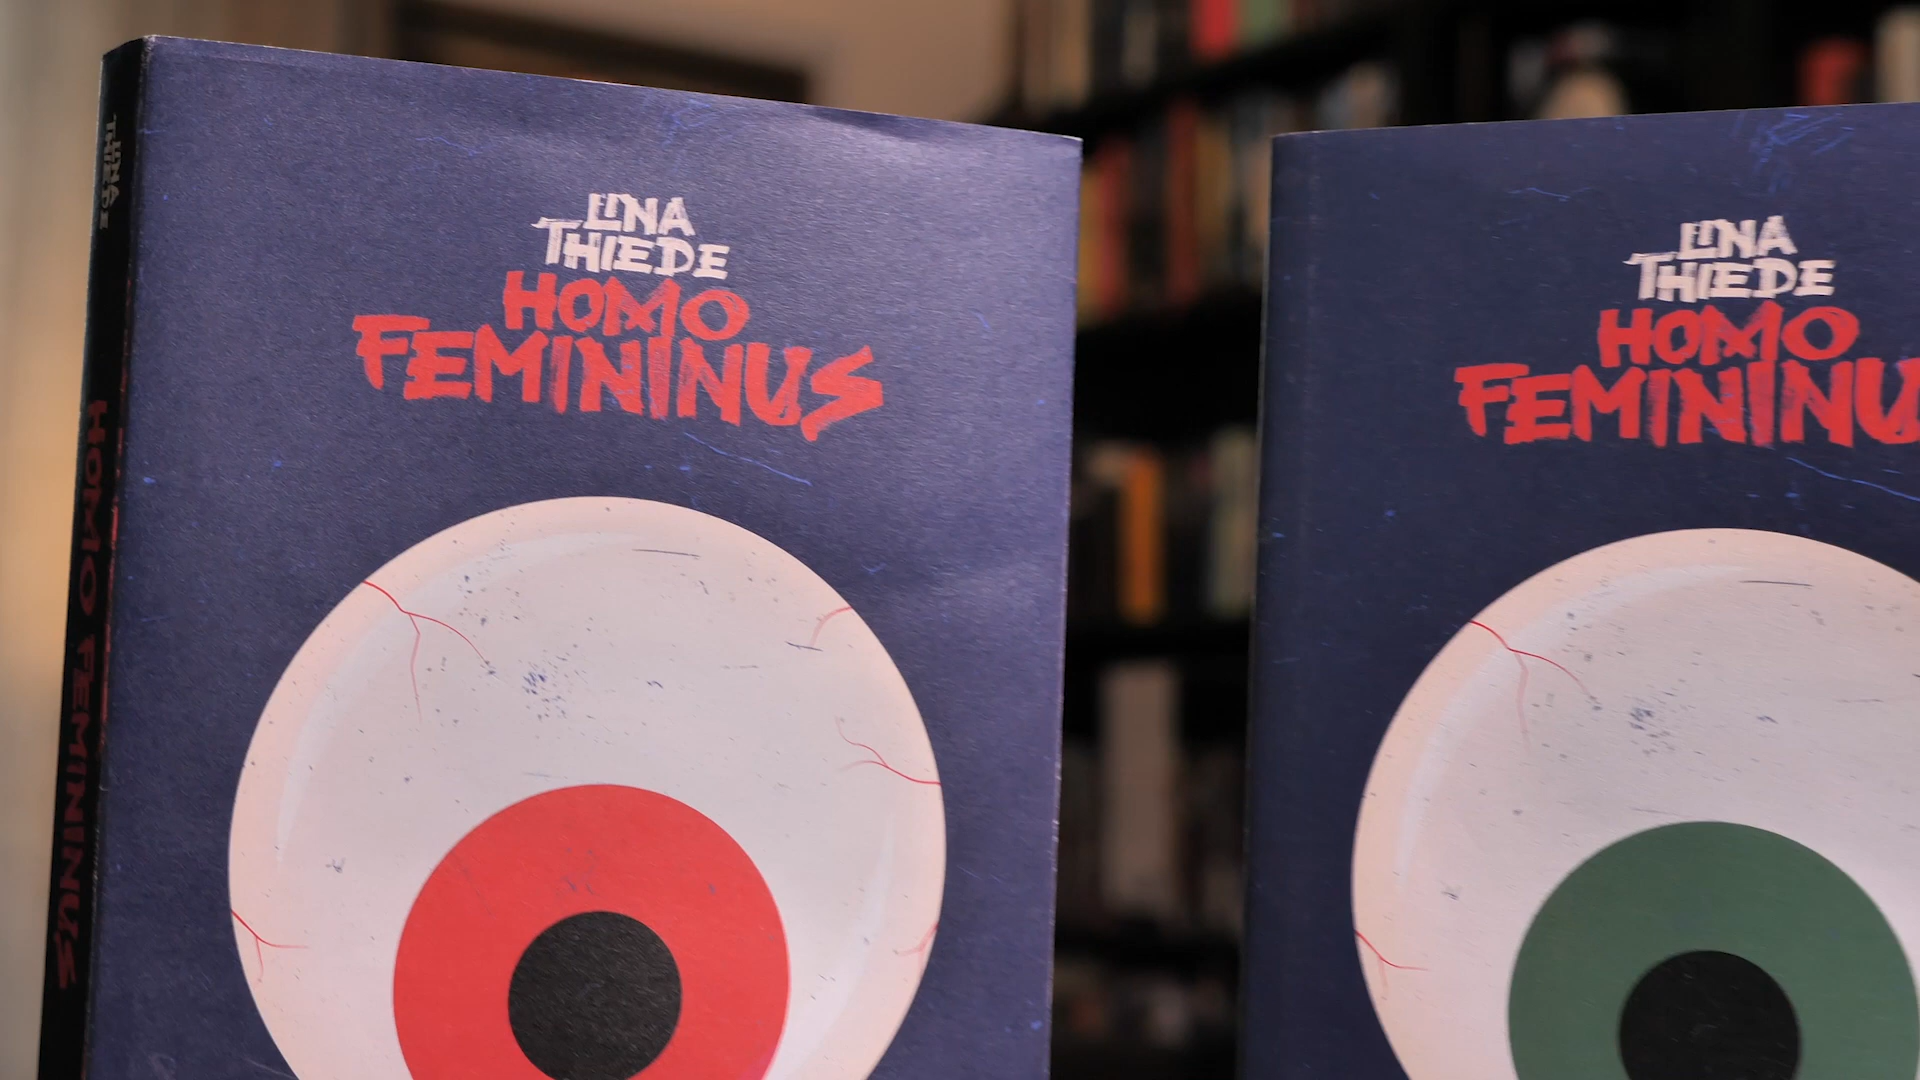 LINA
THIEDE
HOMO FEMININUS
LINA
THIEDE
HOMO
FEMININUS
LINA
THIEDE
HOMO
FEMININU